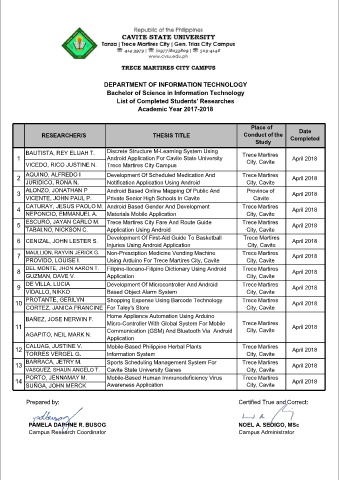 Republic of the Philippines
CAVITE STATE UNIVERSITY
Tanza | Trece Martires City | Gen. Trias City Campus
www.cvsu.edu.ph
TRECE MARTIRES CITY CAMPUS
DEPARTMENT OF INFORMATION TECHNOLOGY
Bachelor of Science in Information Technology
List of Completed Students' Researches
Academic Year 2017-2018
RESEARCHER/S THESIS TITLE Place of Conduct of the Study Date Completed
1 BAUTISTA, REY ELIJAH T. VICEDO, RICO JUSTINE N. Discrete Structure M-Learning System Using Android Application For Cavite State University Trece Martires City Campus Trece Martires City, Cavite April 2018
2 AQUINO, ALFREDO I JURIDICO, RONA N. Development Of Scheduled Medication And Notification Application Using Android Trece Martires City, Cavite April 2018
3 ALONZO, JONATHAN P VICENTE, JOHN PAUL P. Android Based Online Mapping Of Public And Private Senior High Schools In Cavite Province of Cavite April 2018
4 CATURAY, JESUS PAOLO M. NEPONCIO, EMMANUEL A. Android Based Gender And Development Materials Mobile Application Trece Martires City, Cavite April 2018
5 ESCURO, JAYAN CARLO M. TABALNO, NICKSON C. Trece Martires City Fare And Route Guide Application Using Android Trece Martires City, Cavite April 2018
6 CENIZAL, JOHN LESTER S. Development Of First-Aid Guide To Basketball Injuries Using Android Application Trece Martires City, Cavite April 2018
7 MAULLION, RAYVEN JERICK G. PROVIDO, LOUISE I. Non-Prescription Medicine Vending Machine Using Arduino For Trece Martires City, Cavite Trece Martires City, Cavite April 2018
8 DEL MONTE, JHON AARON T. GUZMAN, DAVE V. Filipino-Ilocano-Filipino Dictionary Using Android Application Trece Martires City, Cavite April 2018
9 DE VILLA, LUCIA VIDALLO, NIKKO Development Of Microcontroller And Android Based Object Alarm System Trece Martires City, Cavite April 2018
10 PROTANTE, GERILYN CORTEZ, JANICA FRANCINE Shopping Expense Using Barcode Technology For Taley's Store Trece Martires City, Cavite April 2018
11 IBAÑEZ, JOSE NERWIN F. AGAPITO, NEIL MARK N. Home Appliance Automation Using Arduino Micro-Controller With Global System For Mobile Communication (GSM) And Bluetooth Via Android Application Trece Martires City, Cavite April 2018
12 CALUAG, JUSTINE V. TORRES VERGEL G. Mobile-Based Philippine Herbal Plants Information System Trece Martires City, Cavite April 2018
13 BARRACA, JETRY M. VASQUEZ, SHAUN ANGELO T. Sports Scheduling Management System For Cavite State University Games Trece Martires City, Cavite April 2018
14 PORTO, JENNAMAY M. SUÑGA, JOHN MERCK Mobile-Based Human Immunodeficiency Virus Awareness Application Trece Martires City, Cavite April 2018
Prepared by: Certified True and Correct:
PAMELA DAPHNE R. BUSOG NOEL A. SEDIGO, MSc
Campus Research Coordinator Campus Administrator